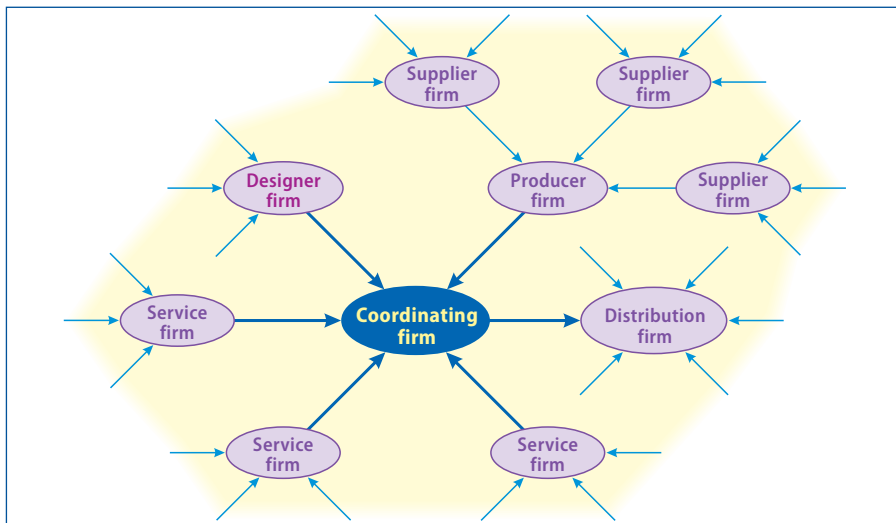 Supplier
firm
Supplier
firm
Designer
firm
Producer
firm
Supplier
firm
Service
firm
Coordinating
firm
Distribution
firm
Service
firm
Service
firm